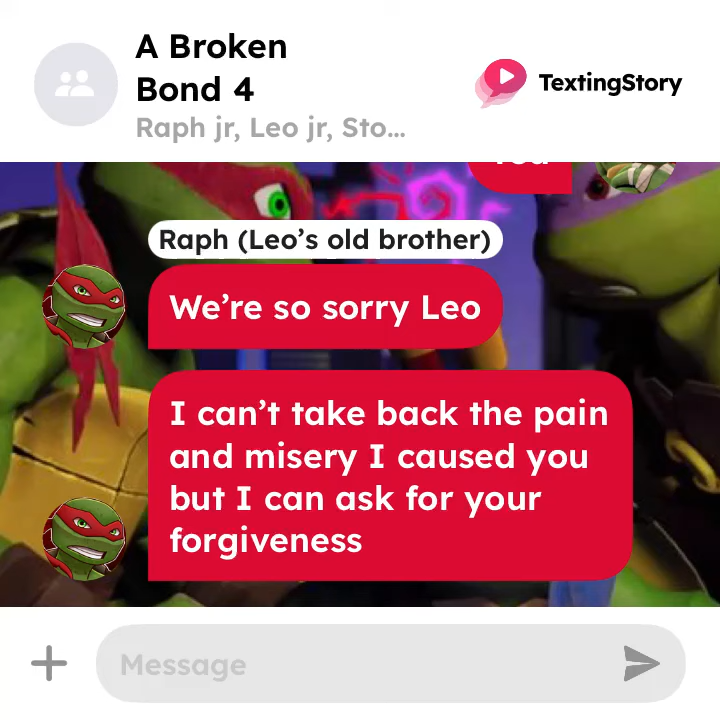 A Broken
Bond 4
Raph jr, Leo jr, Sto...
TextingStory
Raph (Leo's old brother)
We're so sorry Leo
I can't take back the pain
and misery I caused you
but I can ask for your
forgiveness
Message